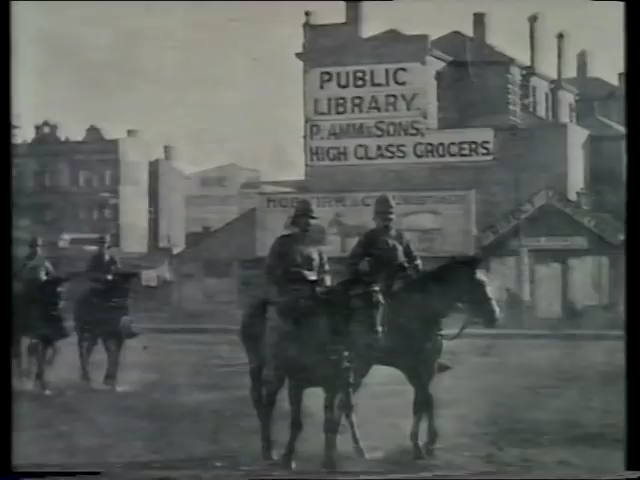 PUBLIC
LIBRARY.
P. AMM & SONS,
HIGH CLASS GROCERS.